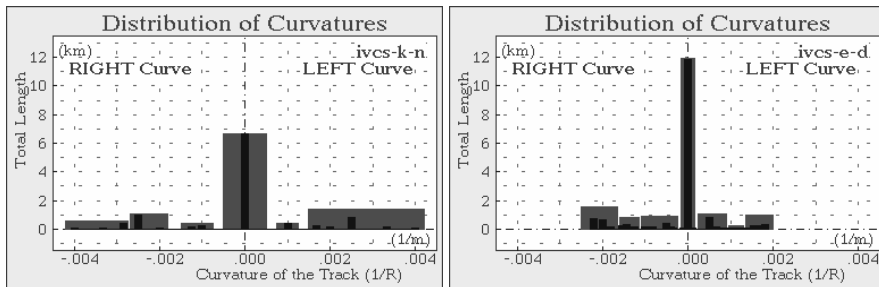 Distribution of Curvatures
(km)
ivcs-k-n
RIGHT Curve
LEFT Curve
Total Length
12
10
8
6
4
2
0
(1/m)
-.004
-.002
.000
.002
.004
Curvature of the Track (1/R)
Distribution of Curvatures
(km)
ivcs-e-d
RIGHT Curve
LEFT Curve
Total Length
12
10
8
6
4
2
0
(1/m)
-.004
-.002
.000
.002
.004
Curvature of the Track (1/R)